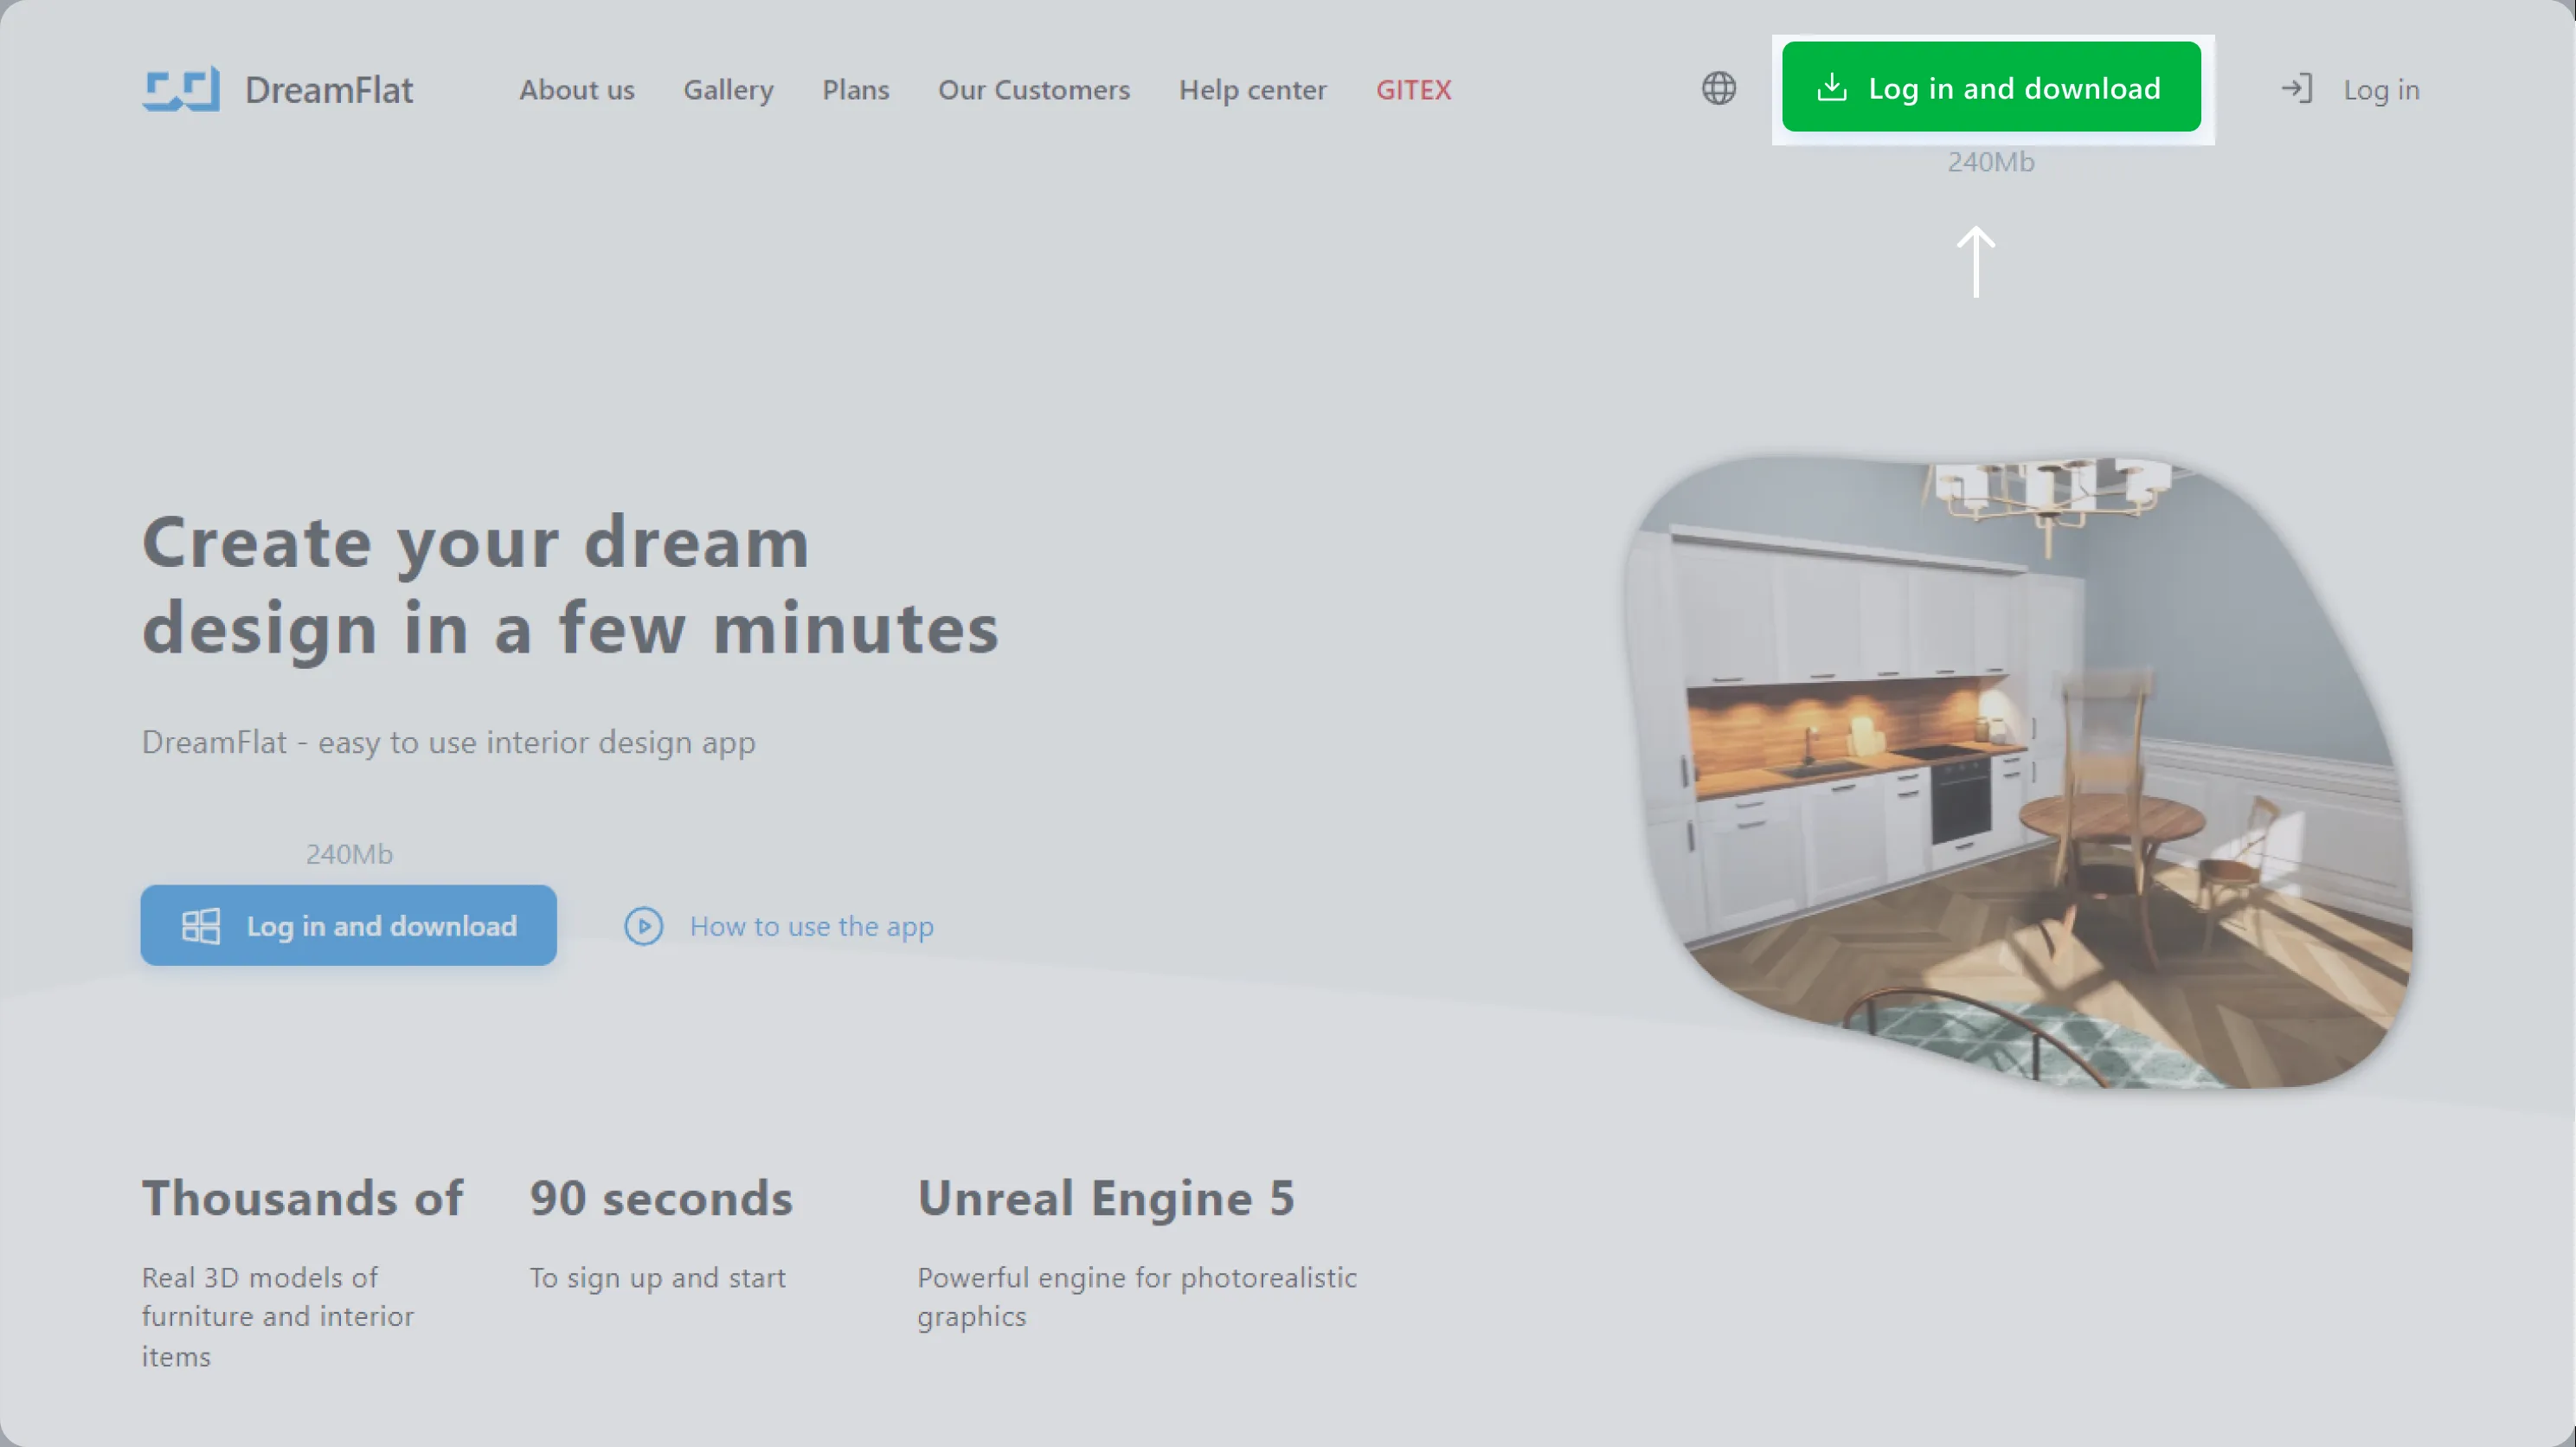 DreamFlat
About us
Gallery
Plans
Our Customers
Help center
GITEX
Log in and download
Log in
240Mb
Create your dream
design in a few minutes
DreamFlat - easy to use interior design app
240Mb
Log in and download
How to use the app
Thousands of
Real 3D models of
furniture and interior
items
90 seconds
To sign up and start
Unreal Engine 5
Powerful engine for photorealistic
graphics